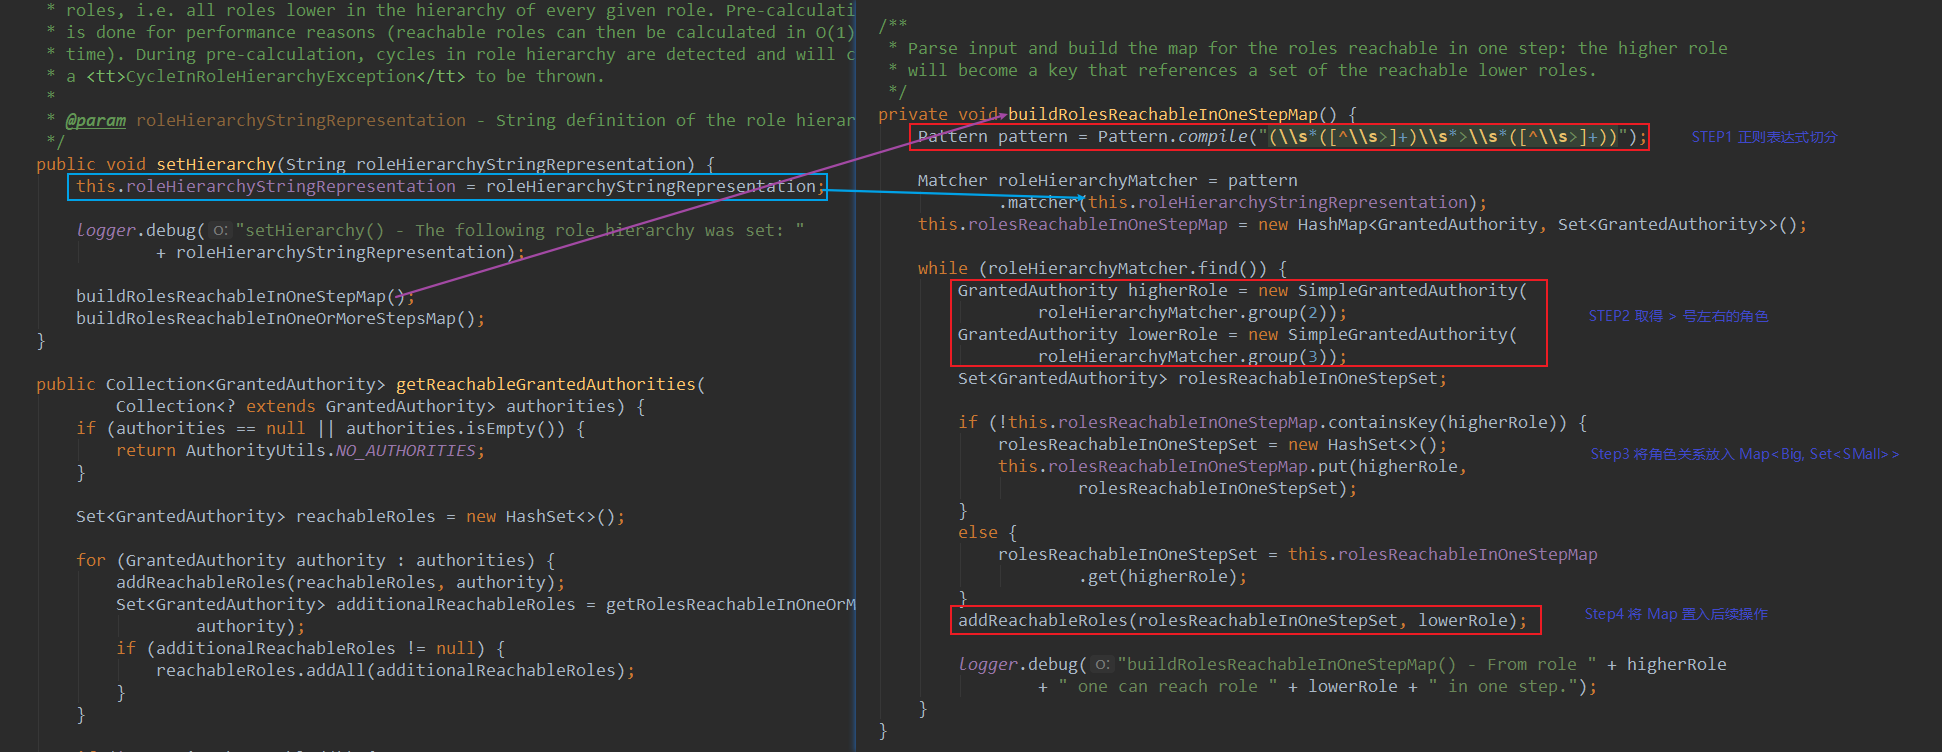 * roles, i.e. all roles lower in the hierarchy of every given role. Pre-calculati
* is done for performance reasons (reachable roles can then be calculated in O(1)
* time). During pre-calculation, cycles in role hierarchy are detected and will c
* a <tt>CycleInRoleHierarchyException</tt> to be thrown.
*
* @param roleHierarchyStringRepresentation - String definition of the role hierar
*/
public void setHierarchy(String roleHierarchyStringRepresentation) {
this.roleHierarchyStringRepresentation = roleHierarchyStringRepresentation;
logger.debug( o: "setHierarchy() - The following role hierarchy was set: "
+ roleHierarchyStringRepresentation);
buildRolesReachableInOneStepMap();
buildRolesReachableInOneOrMoreStepsMap();
}
public Collection<GrantedAuthority> getReachableGrantedAuthorities(
Collection<? extends GrantedAuthority> authorities) {
if (authorities == null || authorities.isEmpty()) {
return AuthorityUtils.NO_AUTHORITIES;
}
Set<GrantedAuthority> reachableRoles = new HashSet<>();
for (GrantedAuthority authority : authorities) {
addReachableRoles(reachableRoles, authority);
Set<GrantedAuthority> additionalReachableRoles = getRolesReachableInOneOrM
authority);
if (additionalReachableRoles != null) {
reachableRoles.addAll(additionalReachableRoles);
}
}
/**
* Parse input and build the map for the roles reachable in one step: the higher role
* will become a key that references a set of the reachable lower roles.
*/
private void buildRolesReachableInOneStepMap() {
Pattern pattern = Pattern.compile("(\\s*([^\\s>]+)\\s*>\\s*([^\\s>]+))");
STEP1 正则表达式切分
Matcher roleHierarchyMatcher = pattern
.matcher(this.roleHierarchyStringRepresentation);
this.rolesReachableInOneStepMap = new HashMap<GrantedAuthority, Set<GrantedAuthority>>();
while (roleHierarchyMatcher.find()) {
GrantedAuthority higherRole = new SimpleGrantedAuthority(
roleHierarchyMatcher.group(2));
STEP2 取得 > 号左右的角色
GrantedAuthority lowerRole = new SimpleGrantedAuthority(
roleHierarchyMatcher.group(3));
Set<GrantedAuthority> rolesReachableInOneStepSet;
if (!this.rolesReachableInOneStepMap.containsKey(higherRole)) {
rolesReachableInOneStepSet = new HashSet<>();
Step3 将角色关系放入 Map<Big, Set<SMall>>
this.rolesReachableInOneStepMap.put(higherRole,
rolesReachableInOneStepSet);
}
else {
rolesReachableInOneStepSet = this.rolesReachableInOneStepMap
.get(higherRole);
}
addReachableRoles(rolesReachableInOneStepSet, lowerRole);
Step4 将 Map 置入后续操作
logger.debug( o: "buildRolesReachableInOneStepMap() - From role " + higherRole
+ " one can reach role " + lowerRole + " in one step.");
}
}